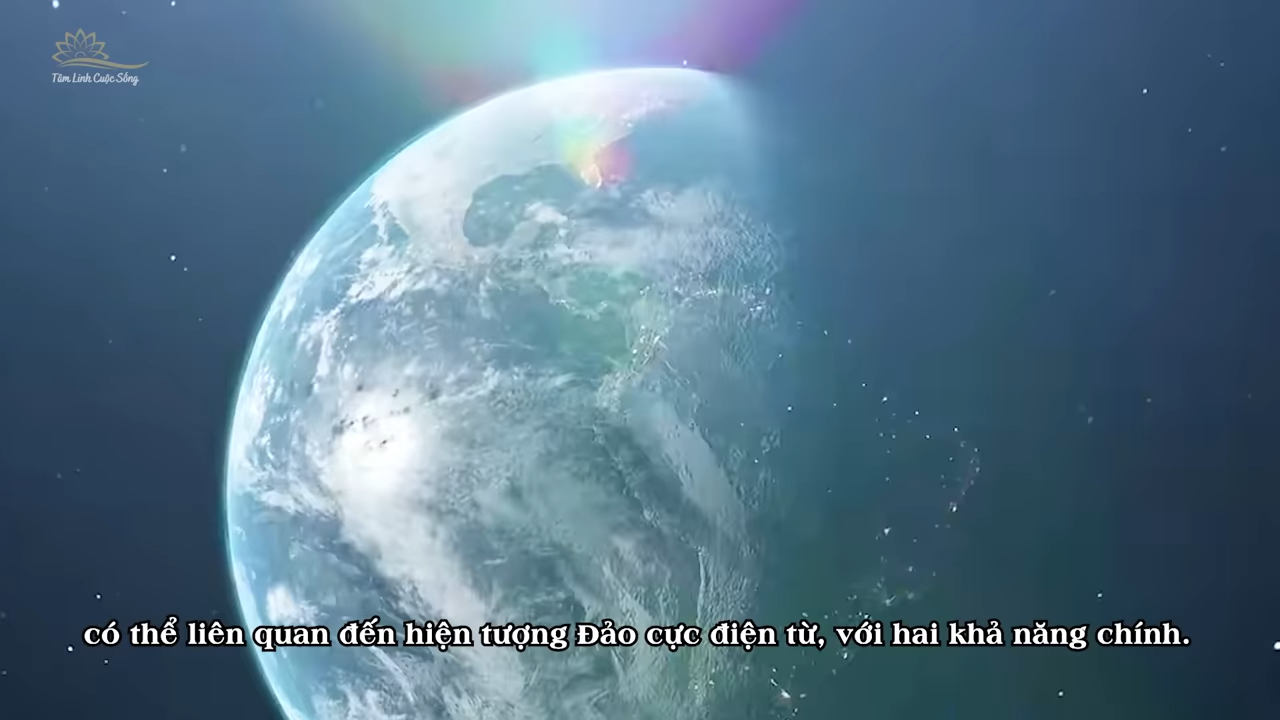 Tâm Linh Cuộc Sống
có thể liên quan đến hiện tượng Đảo cực điện từ, với hai khả năng chính.